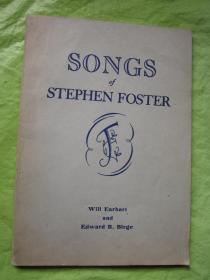 SONGS
of
STEPHEN FOSTER
Will Earhart
and
Edward B. Birge